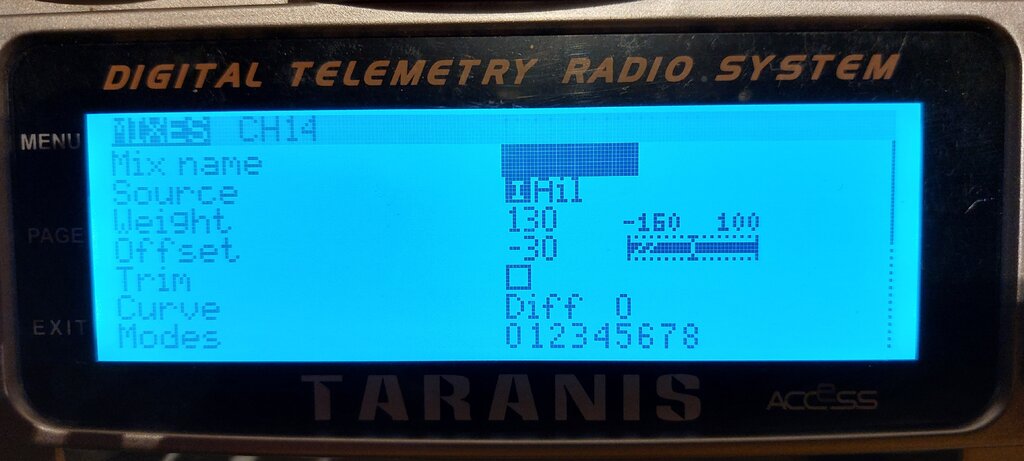 DIGITAL TELEMETRY RADIO SYSTEM
MENU
MIXES CH14
Mix name
Source Ail
Weight 130 -160 100
PAGE
Offset -30
Trim
Curve Diff 0
EXIT
Modes 012345678
TARANIS ACCESS